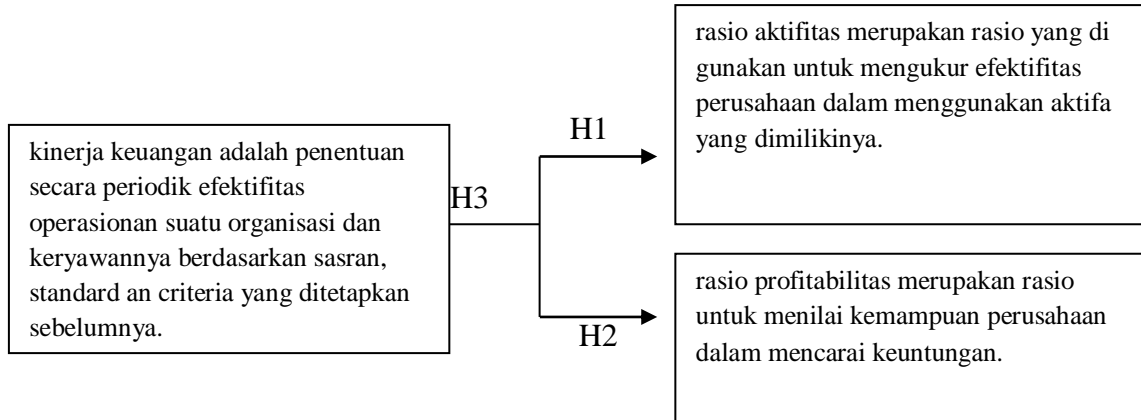 kinerja keuangan adalah penentuan
secara periodik efektifitas
operasionan suatu organisasi dan
keryawannya berdasarkan sasran,
standard an criteria yang ditetapkan
sebelumnya.
H3
H1
H2
rasio aktifitas merupakan rasio yang di
gunakan untuk mengukur efektifitas
perusahaan dalam menggunakan aktifa
yang dimilikinya.
rasio profitabilitas merupakan rasio
untuk menilai kemampuan perusahaan
dalam mencarai keuntungan.